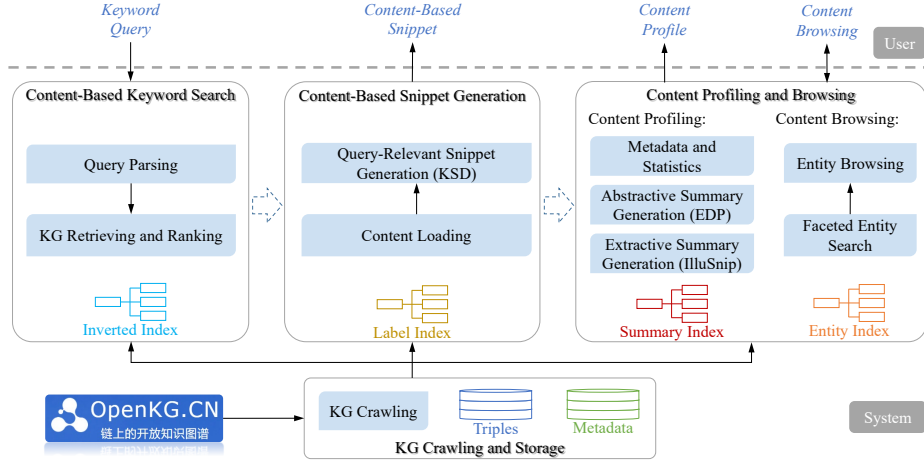 Keyword
Query
Content-Based
Snippet
Content
Profile
Content
Browsing
User
Content-Based Keyword Search
Query Parsing
KG Retrieving and Ranking
Inverted Index
Content-Based Snippet Generation
Query-Relevant Snippet
Generation (KSD)
Content Loading
Label Index
Content Profiling and Browsing
Content Profiling:
Metadata and
Statistics
Abstractive Summary
Generation (EDP)
Extractive Summary
Generation (IlluSnip)
Summary Index
Content Browsing:
Entity Browsing
Faceted Entity
Search
Entity Index
OpenKG.CN
链上的开放知识图谱
KG Crawling
Triples
Metadata
KG Crawling and Storage
System